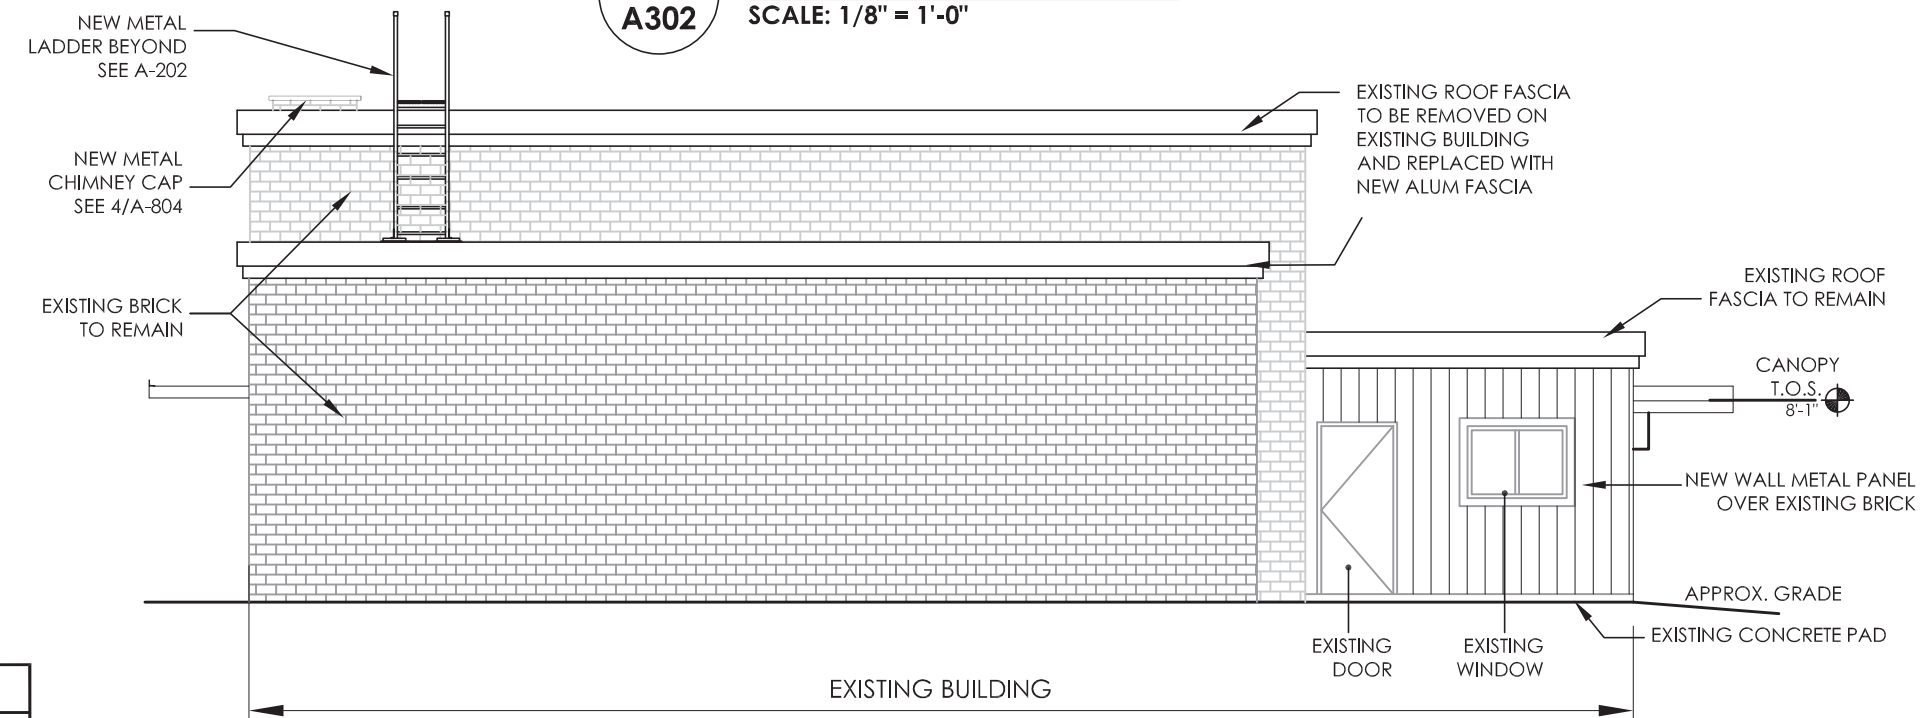 A302
SCALE: 1/8" = 1'-0"
NEW METAL
LADDER BEYOND
SEE A-202
NEW METAL
CHIMNEY CAP
SEE 4/A-804
EXISTING BRICK
TO REMAIN
EXISTING ROOF FASCIA
TO BE REMOVED ON
EXISTING BUILDING
AND REPLACED WITH
NEW ALUM FASCIA
EXISTING ROOF
FASCIA TO REMAIN
CANOPY
T.O.S.
8'-1"
NEW WALL METAL PANEL
OVER EXISTING BRICK
APPROX. GRADE
EXISTING CONCRETE PAD
EXISTING
DOOR
EXISTING
WINDOW
EXISTING BUILDING